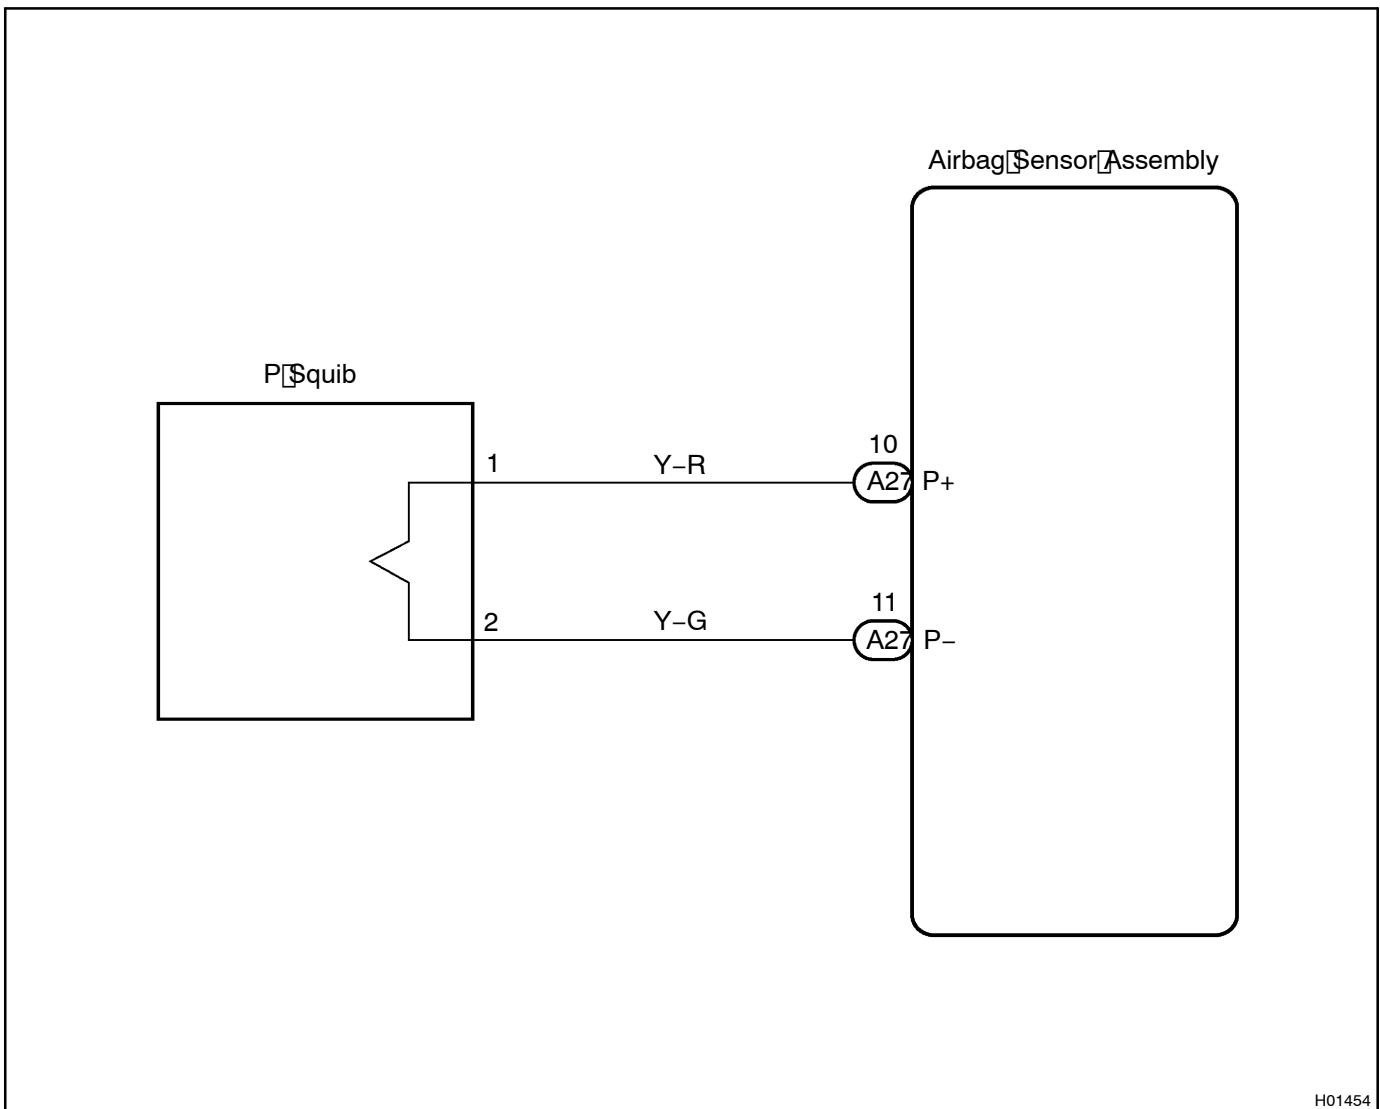 Airbag Sensor Assembly
P Squib
10
1
Y–R
A27
P+
11
2
Y–G
A27
P–
H01454